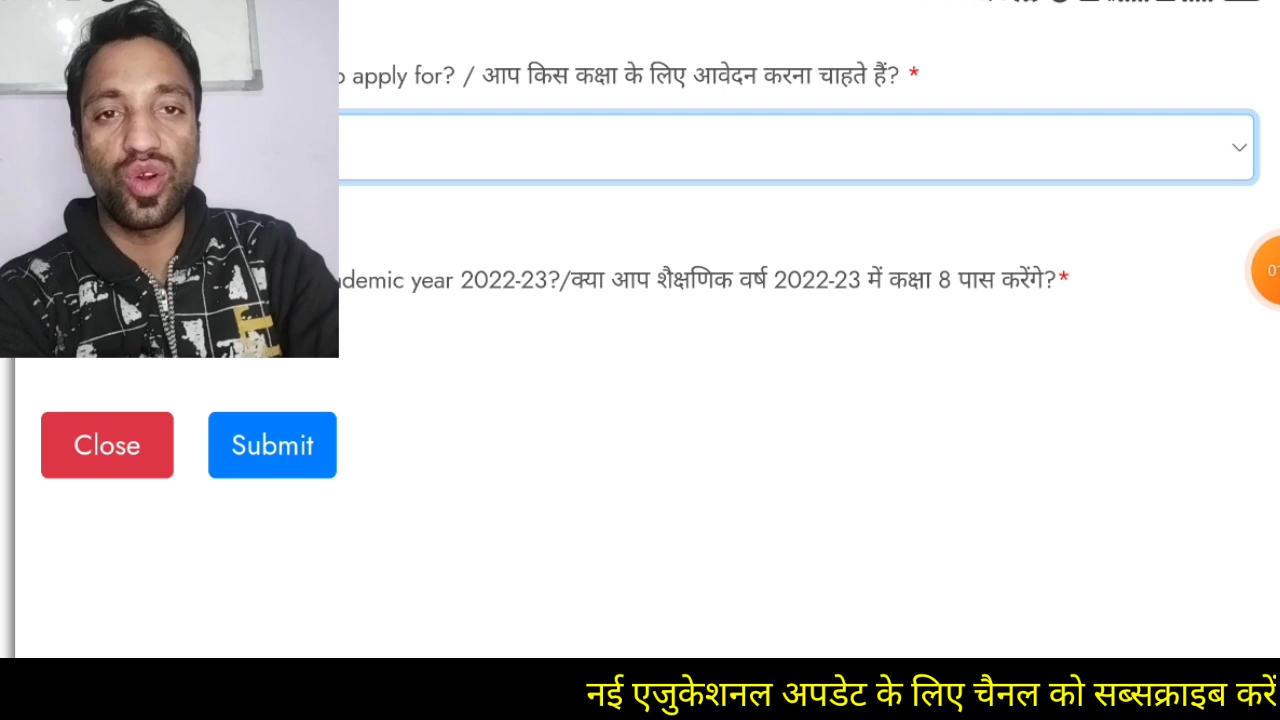 apply for? / आप किस कक्षा के लिए आवेदन करना चाहते हैं? *
year 2022-23?/क्या आप शैक्षणिक वर्ष 2022-23 में कक्षा 8 पास करेंगे?*
Close Submit
नई एजुकेशनल अपडेट के लिए चैनल को सब्सक्राइब करें